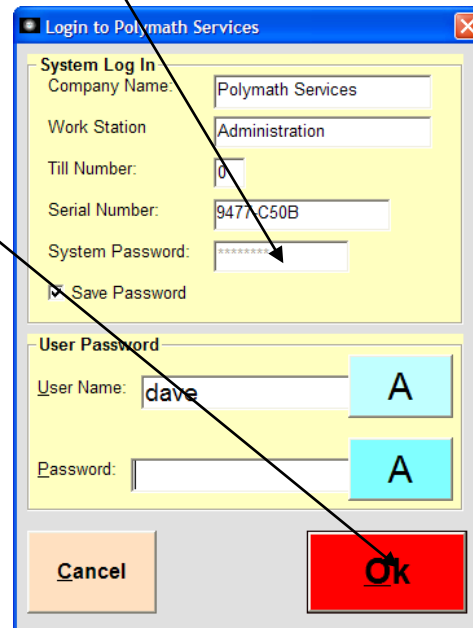 Login to Polymath Services
System Log In
Company Name: Polymath Services
Work Station Administration
Till Number: 0
Serial Number: 9477-C50B
System Password: ********
Save Password
User Password
User Name: dave A
Password: A
Cancel Ok